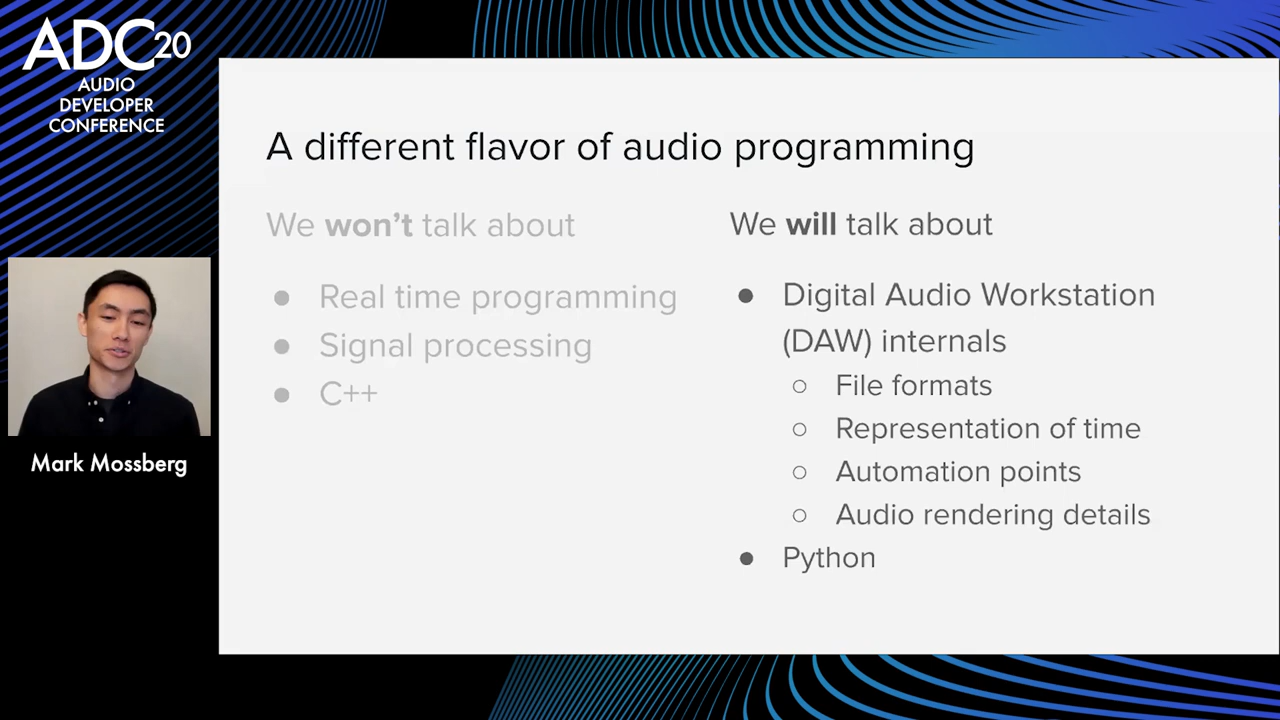 ADC20
AUDIO
DEVELOPER
CONFERENCE
A different flavor of audio programming
We won't talk about
● Real time programming
● Signal processing
● C++
We will talk about
● Digital Audio Workstation
(DAW) internals
○ File formats
○ Representation of time
○ Automation points
○ Audio rendering details
● Python
Mark Mossberg